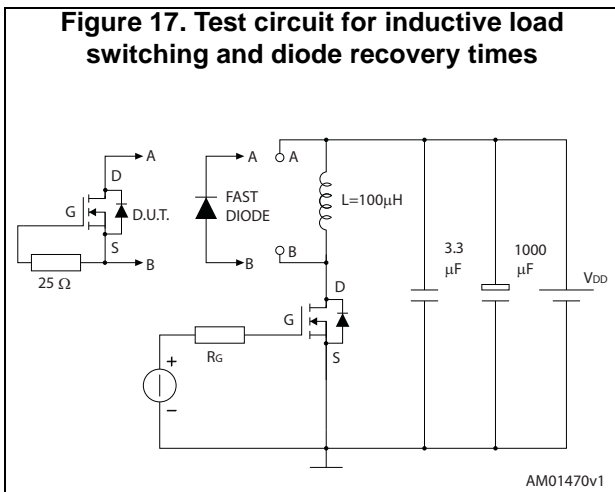 Figure 17. Test circuit for inductive load
switching and diode recovery times
A
D
G
D.U.T.
S
B
25 Ω
A
FAST
DIODE
B
A
L=100μH
B
D
G
S
RG
+
−
3.3
μF
1000
μF
VDD
AM01470v1